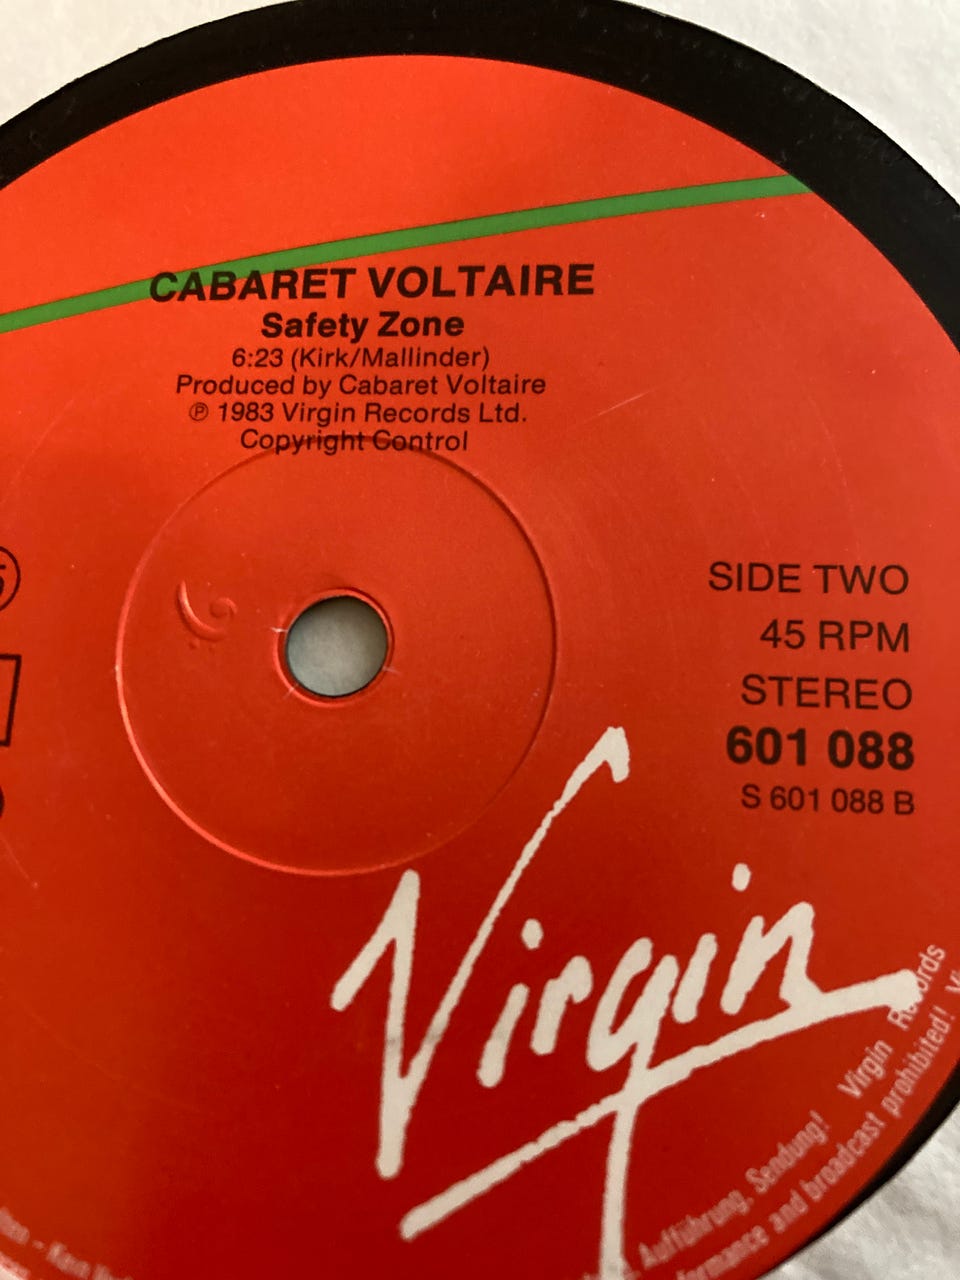 CABARET VOLTAIRE
Safety Zone
6:23 (Kirk/Mallinder)
Produced by Cabaret Voltaire
℗ 1983 Virgin Records Ltd.
Copyright Control
SIDE TWO
45 RPM
STEREO
601 088
S 601 088 B
Virgin
Aufführung, Sendung! Virgin Records
and broadcast prohibited!